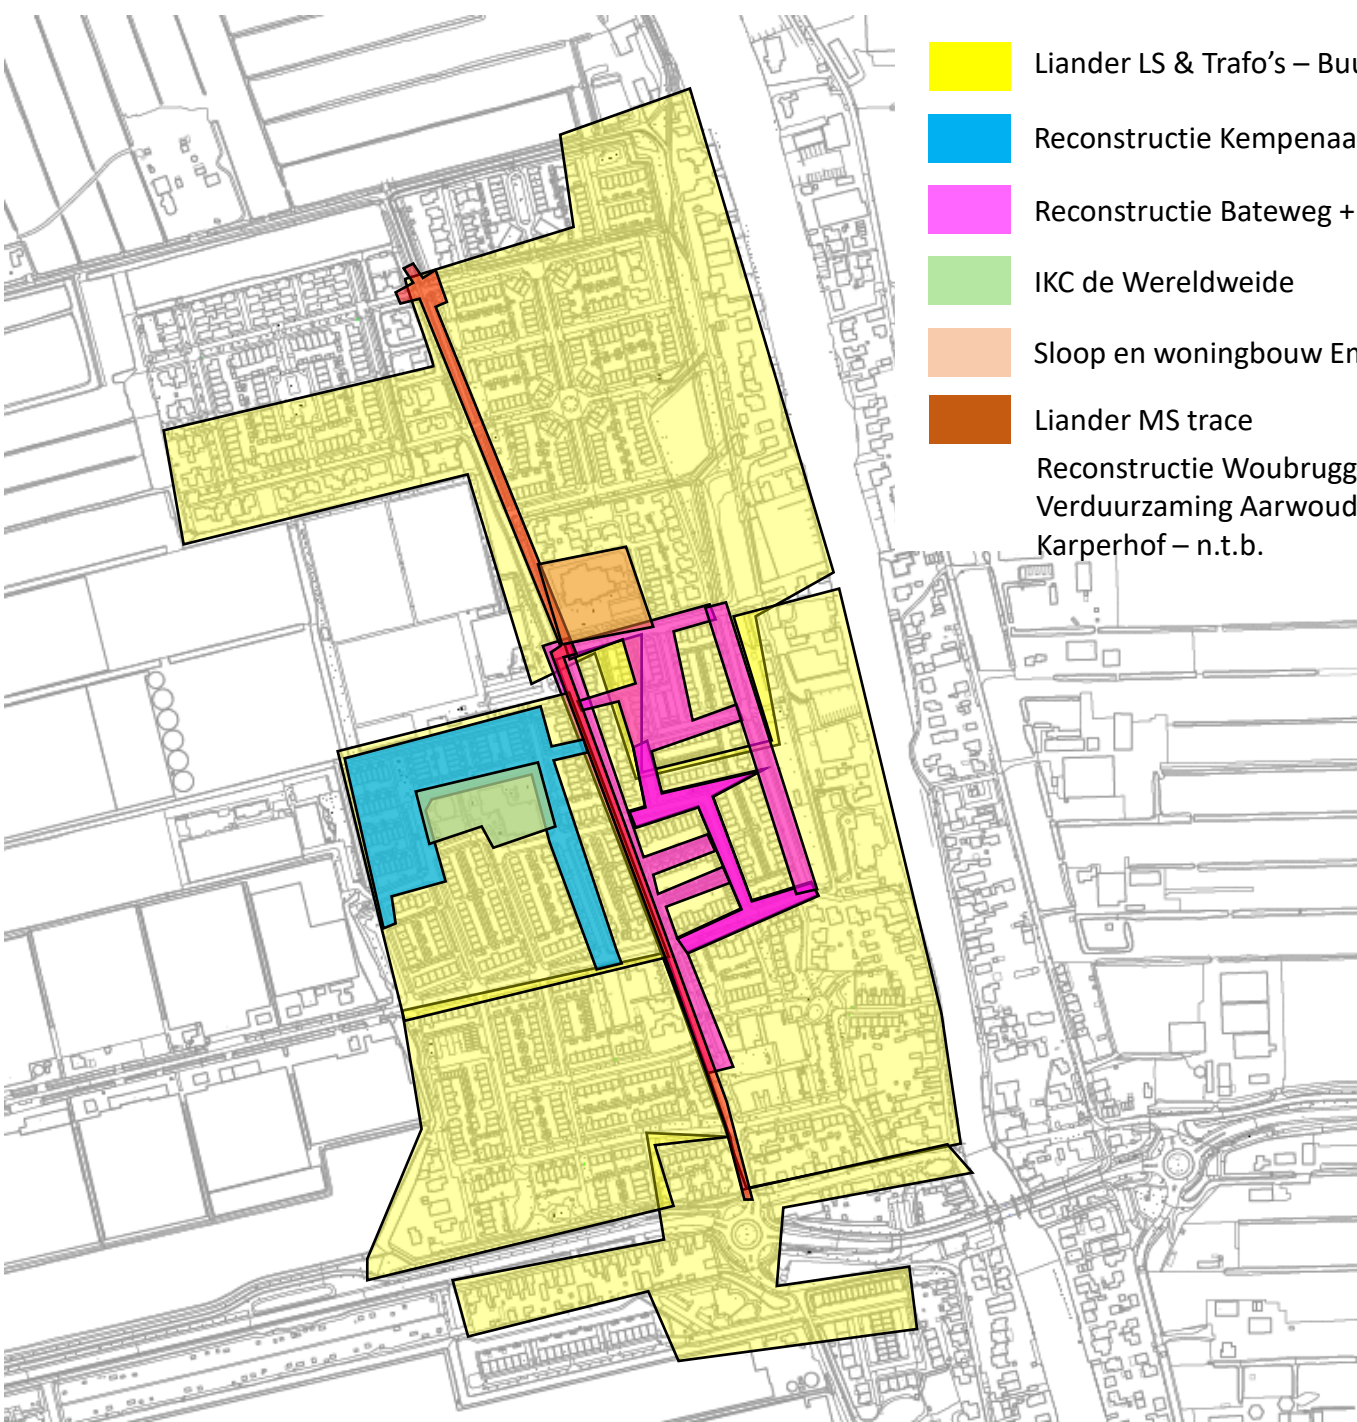 Liander LS & Trafo’s – Buu
Reconstructie Kempenaa
Reconstructie Bateweg +
IKC de Wereldweide
Sloop en woningbouw En
Liander MS trace
Reconstructie Woubrugg
Verduurzaming Aarwoud
Karperhof – n.t.b.